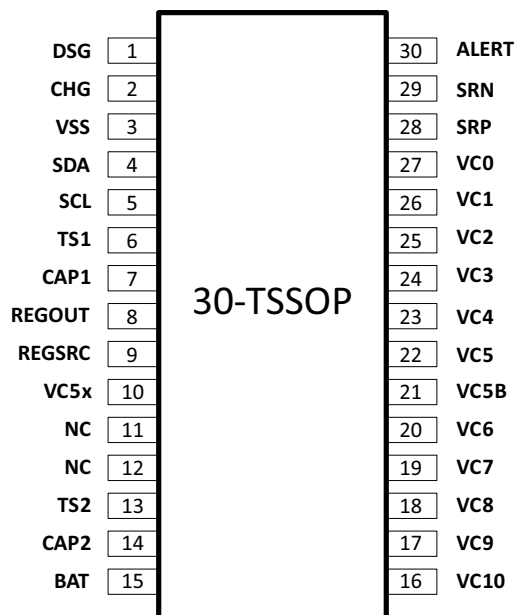 DSG 1 30 ALERT
CHG 2 29 SRN
VSS 3 28 SRP
SDA 4 27 VC0
SCL 5 26 VC1
TS1 6 25 VC2
CAP1 7 24 VC3
30-TSSOP
REGOUT 8 23 VC4
REGSRC 9 22 VC5
VC5x 10 21 VC5B
NC 11 20 VC6
NC 12 19 VC7
TS2 13 18 VC8
CAP2 14 17 VC9
BAT 15 16 VC10